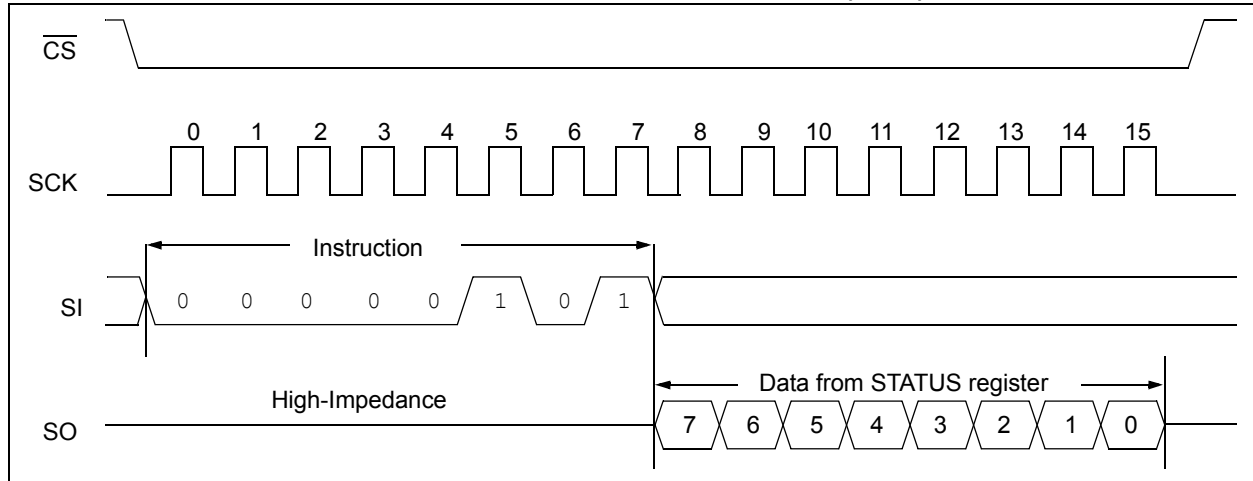 CS
0 1 2 3 4 5 6 7 8 9 10 11 12 13 14 15
SCK
Instruction
SI 0 0 0 0 0 1 0 1
Data from STATUS register
High-Impedance
SO 7 6 5 4 3 2 1 0